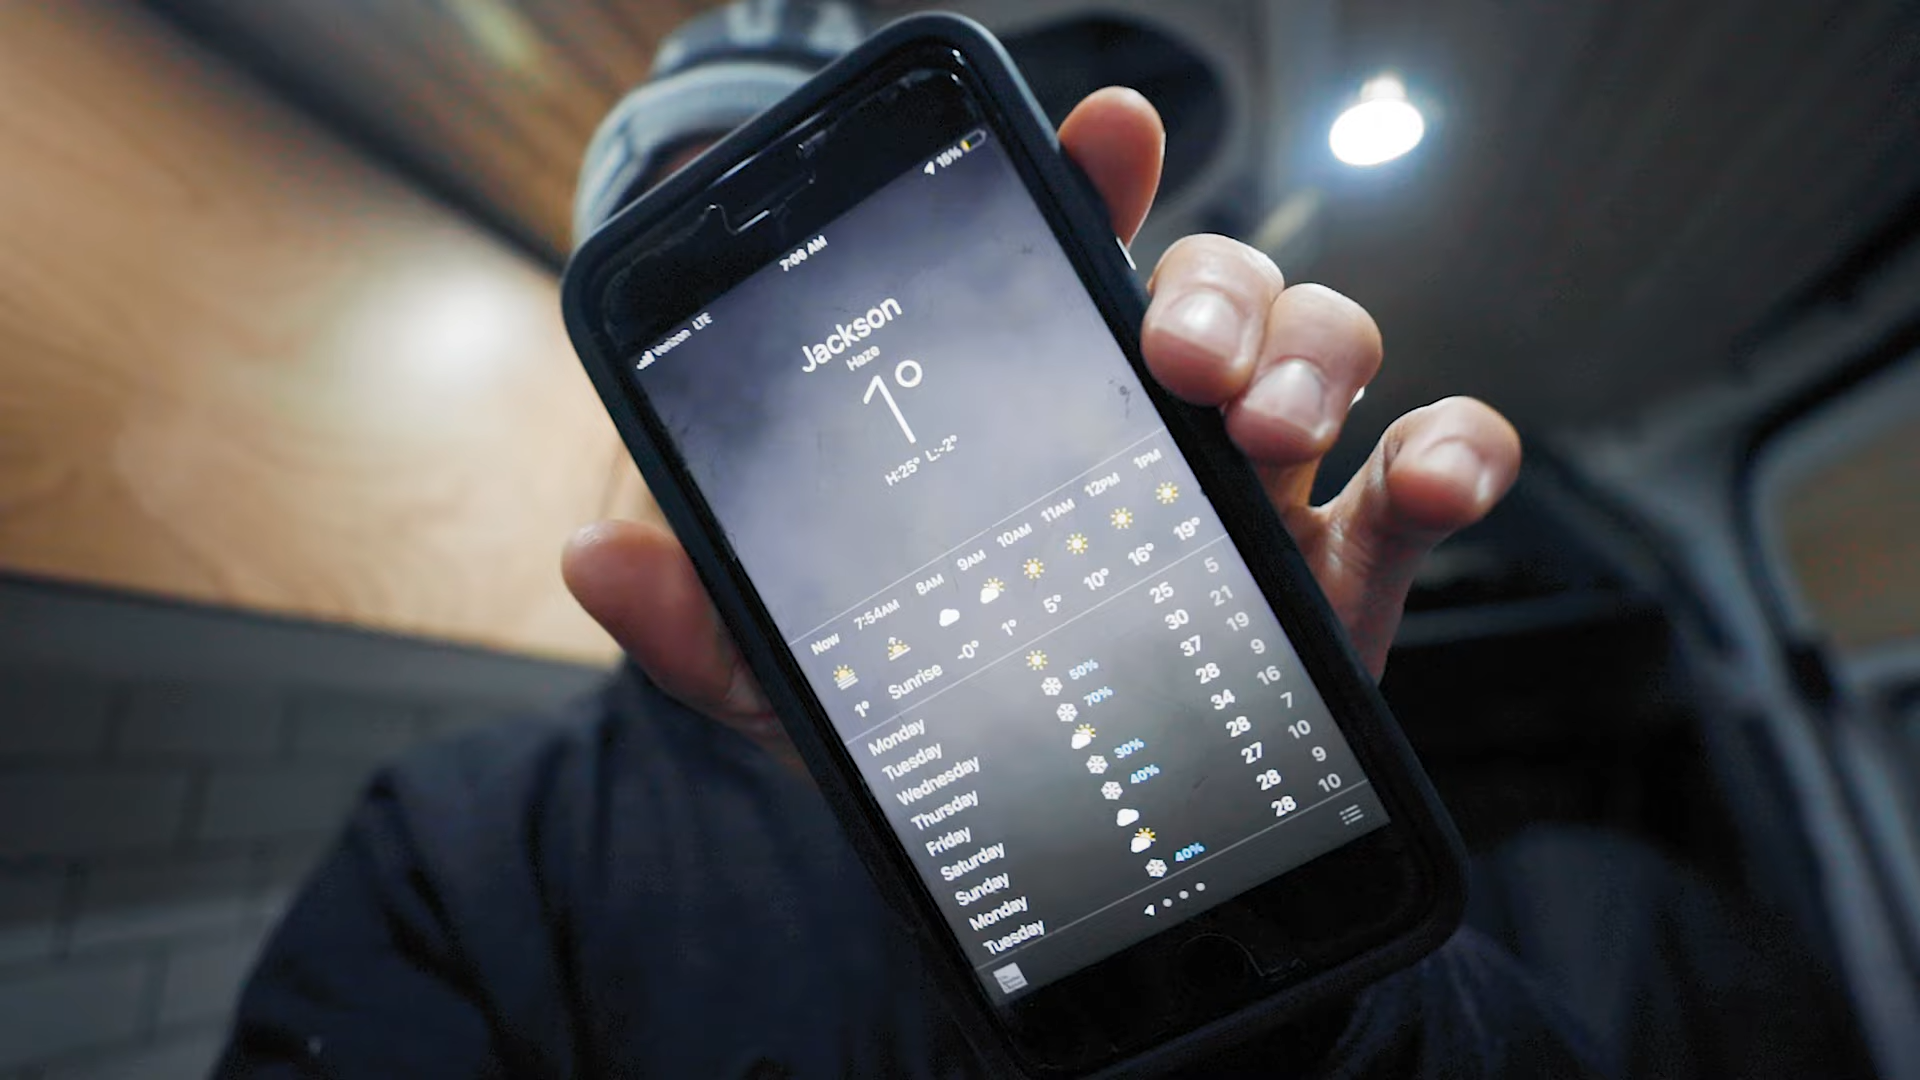 UA
Verizon LTE 7:06 AM 15%
Jackson
Haze
1°
H:25° L:-2°
Now 7:54AM 8AM 9AM 10AM 11AM 12PM 1PM
1° Sunrise -0° 1° 5° 10° 16° 19°
Monday 25 5
Tuesday 50% 30 21
Wednesday 70% 37 19
Thursday 28 9
Friday 30% 34 16
Saturday 40% 28 7
Sunday 27 10
Monday 28 9
Tuesday 40% 28 10